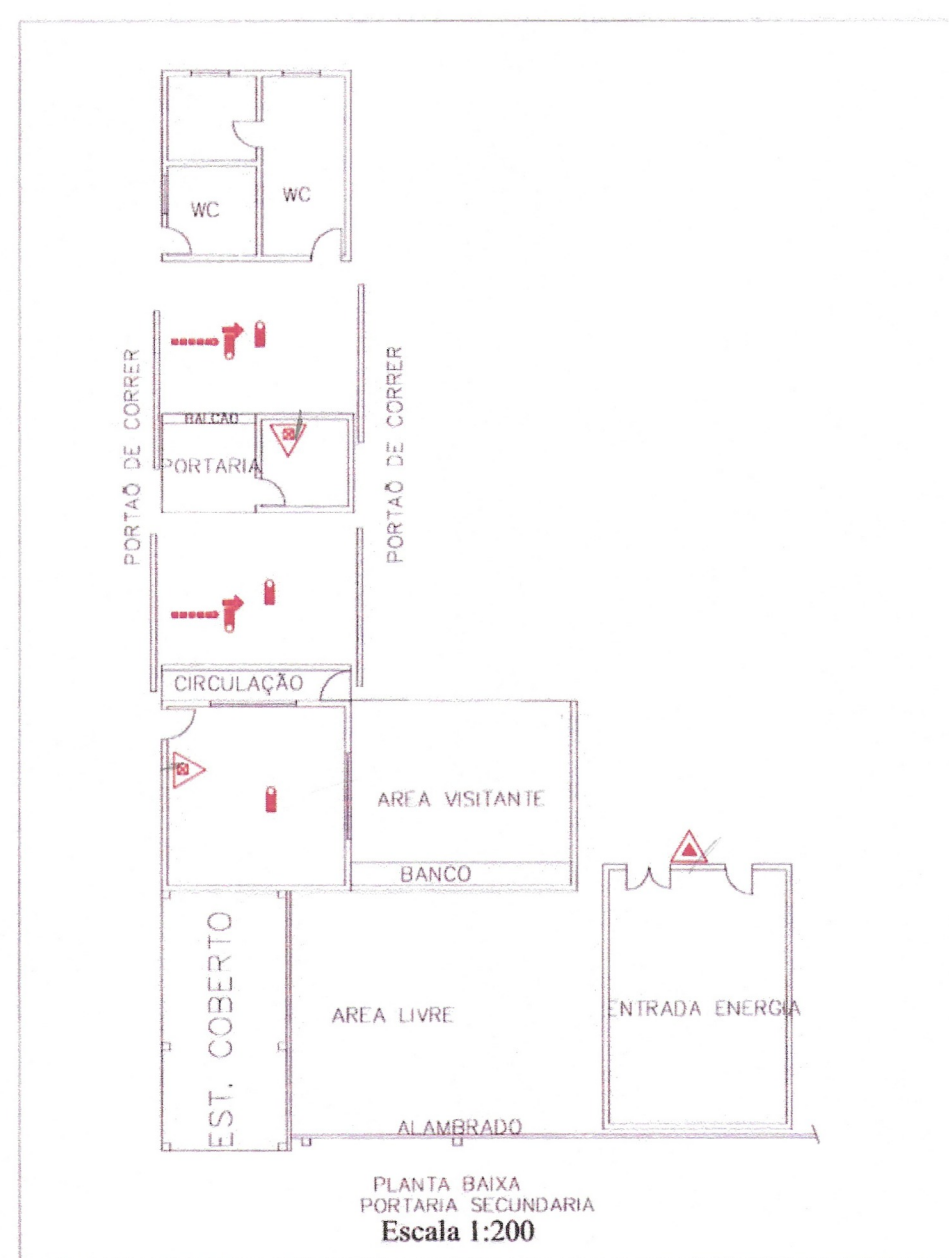 WC
WC
PORTAÕ DE CORRER
PORTAÕ DE CORRER
BALCAO
PORTARIA
CIRCULAÇÃO
AREA VISITANTE
BANCO
EST. COBERTO
AREA LIVRE
ENTRADA ENERGIA
ALAMBRADO
PLANTA BAIXA
PORTARIA SECUNDARIA
Escala 1:200